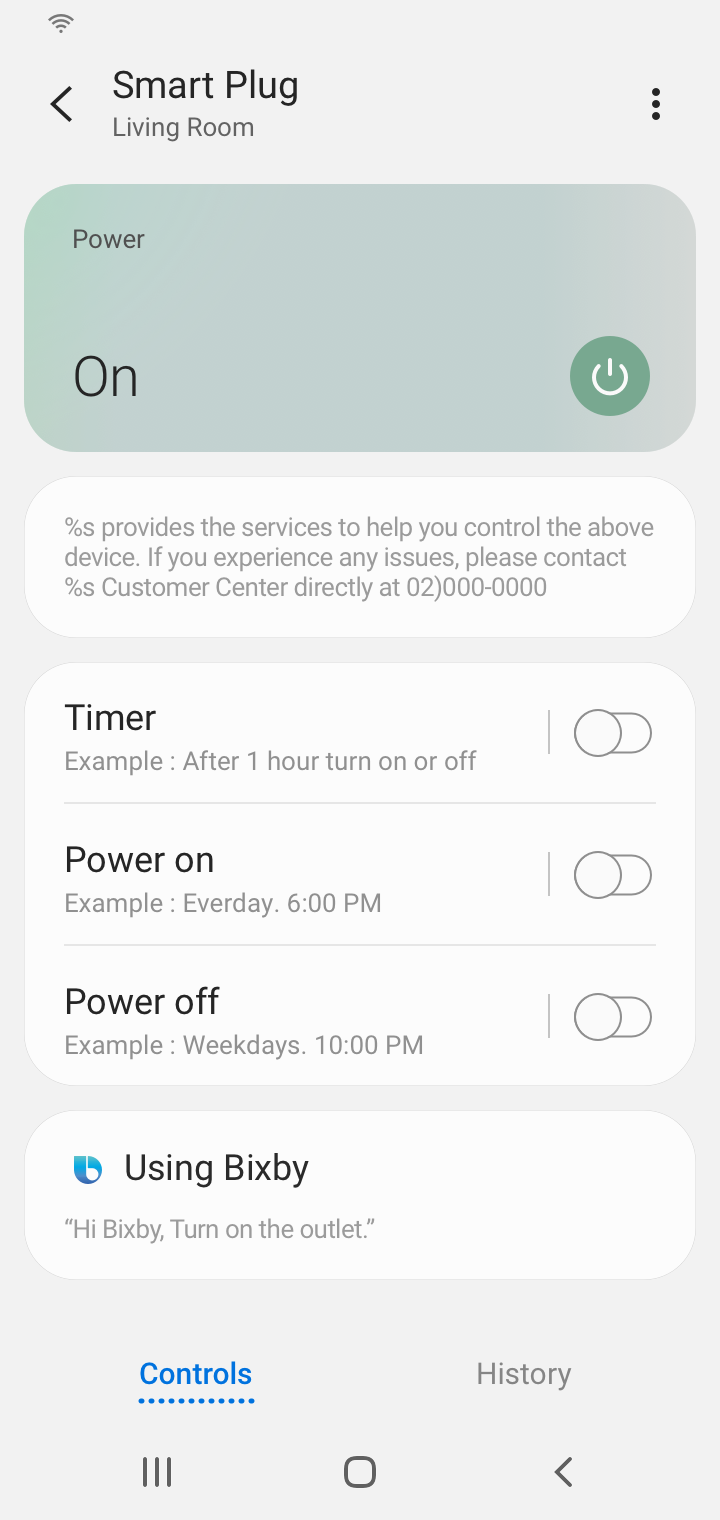 Smart Plug
Living Room
Power
On
%s provides the services to help you control the above
device. If you experience any issues, please contact
%s Customer Center directly at 02)000-0000
Timer
Example : After 1 hour turn on or off
Power on
Example : Everday. 6:00 PM
Power off
Example : Weekdays. 10:00 PM
Using Bixby
“Hi Bixby, Turn on the outlet.”
Controls
History